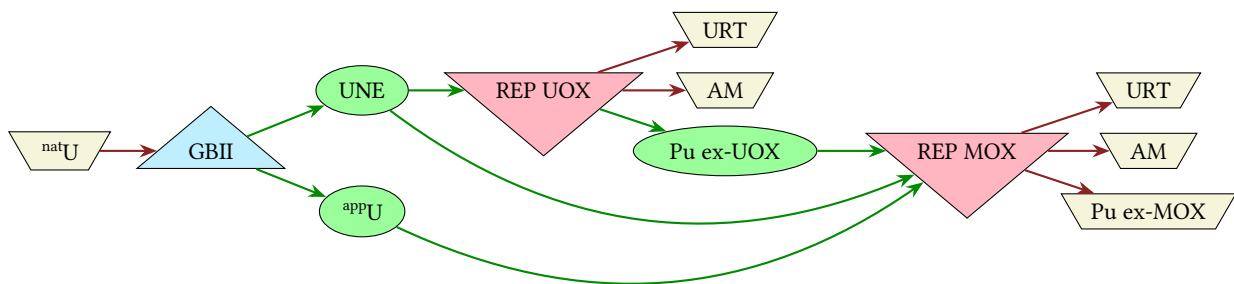 natU
GBII
UNE
appU
REP UOX
URT
AM
Pu ex-UOX
REP MOX
URT
AM
Pu ex-MOX